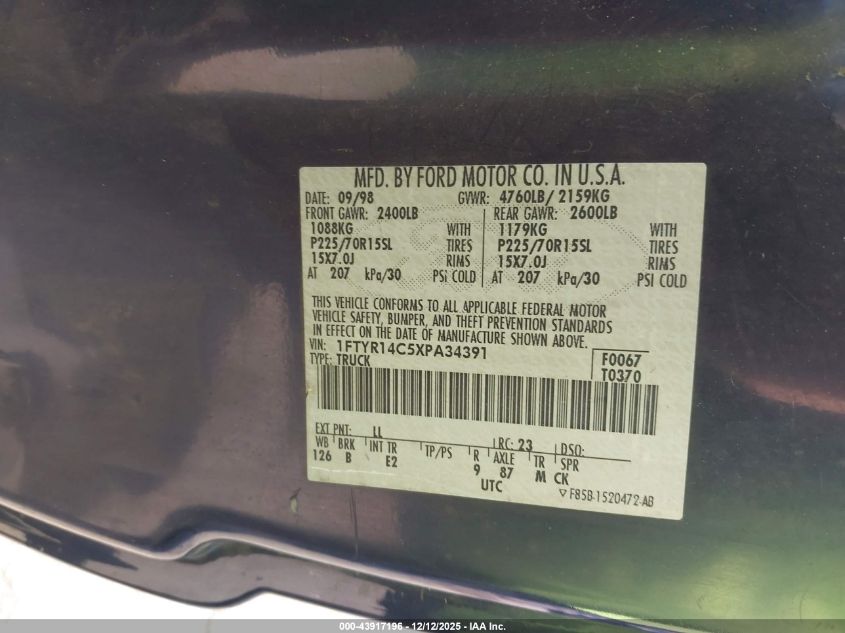 MFD. BY FORD MOTOR CO. IN U.S.A.
DATE: 09/98 GVWR: 4760LB/ 2159KG
FRONT GAWR: 2400LB REAR GAWR: 2600LB
1088KG WITH 1179KG WITH
P225/70R15SL TIRES P225/70R15SL TIRES
15X7.0J RIMS 15X7.0J RIMS
AT 207 kPa/30 PSI COLD AT 207 kPa/30 PSI COLD
THIS VEHICLE CONFORMS TO ALL APPLICABLE FEDERAL MOTOR
VEHICLE SAFETY, BUMPER, AND THEFT PREVENTION STANDARDS
IN EFFECT ON THE DATE OF MANUFACTURE SHOWN ABOVE.
VIN: 1FTYR14C5XPA34391 F0067
TYPE: TRUCK T0370
EXT PNT: LL RC: 23 DSO:
WB BRK INT TR TP/PS R AXLE TR SPR
126 B E2 9 87 M CK
UTC
▽ F85B-1520472-AB
000-43917196 - 12/12/2025 - IAA Inc.